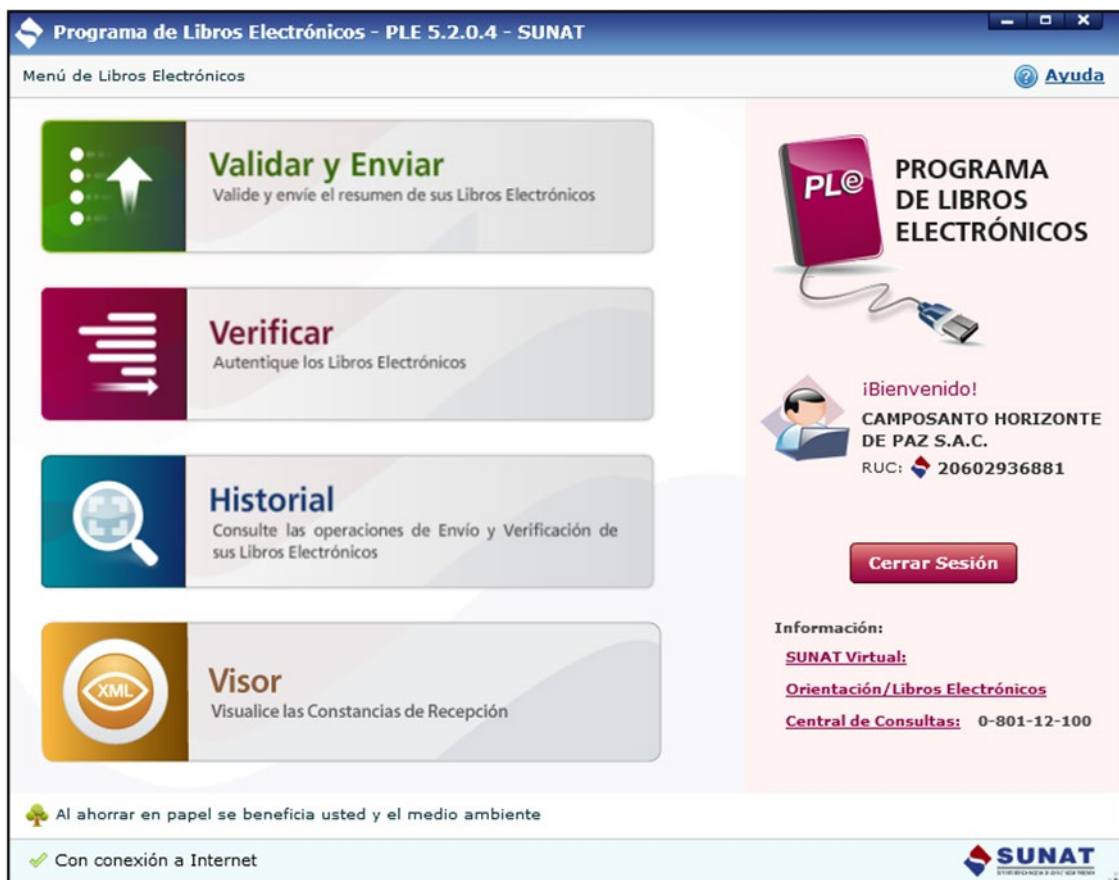 Programa de Libros Electrónicos - PLE 5.2.0.4 - SUNAT
Menú de Libros Electrónicos
Ayuda
Validar y Enviar
Valide y envíe el resumen de sus Libros Electrónicos
Verificar
Autentique los Libros Electrónicos
Historial
Consulte las operaciones de Envío y Verificación de
sus Libros Electrónicos
XML
Visor
Visualice las Constancias de Recepción
PLe
PROGRAMA
DE LIBROS
ELECTRÓNICOS
¡Bienvenido!
CAMPOSANTO HORIZONTE
DE PAZ S.A.C.
RUC: 20602936881
Cerrar Sesión
Información:
SUNAT Virtual:
Orientación/Libros Electrónicos
Central de Consultas: 0-801-12-100
Al ahorrar en papel se beneficia usted y el medio ambiente
Con conexión a Internet
SUNAT